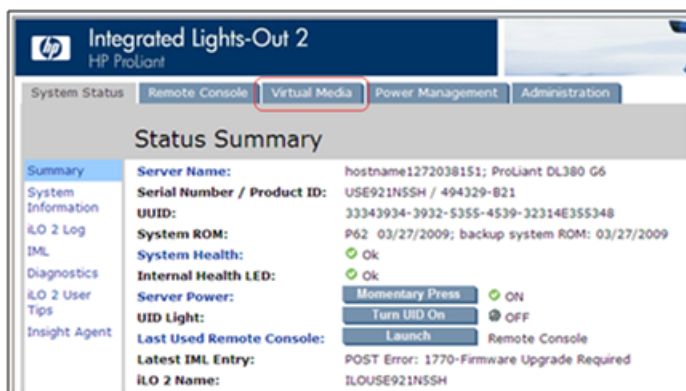 hp
Integrated Lights-Out 2
HP ProLiant
System Status Remote Console Virtual Media Power Management Administration
Status Summary
Summary
System Information
iLO 2 Log
IML
Diagnostics
iLO 2 User Tips
Insight Agent
Server Name: hostname1272038151; ProLiant DL380 G6
Serial Number / Product ID: USE921N5SH / 494329-B21
UUID: 33343934-3932-5355-4539-32314E355348
System ROM: P62 03/27/2009; backup system ROM: 03/27/2009
System Health: Ok
Internal Health LED: Ok
Server Power: Momentary Press ON
UID Light: Turn UID On OFF
Last Used Remote Console: Launch Remote Console
Latest IML Entry: POST Error: 1770-Firmware Upgrade Required
iLO 2 Name: ILOUSE921N5SH